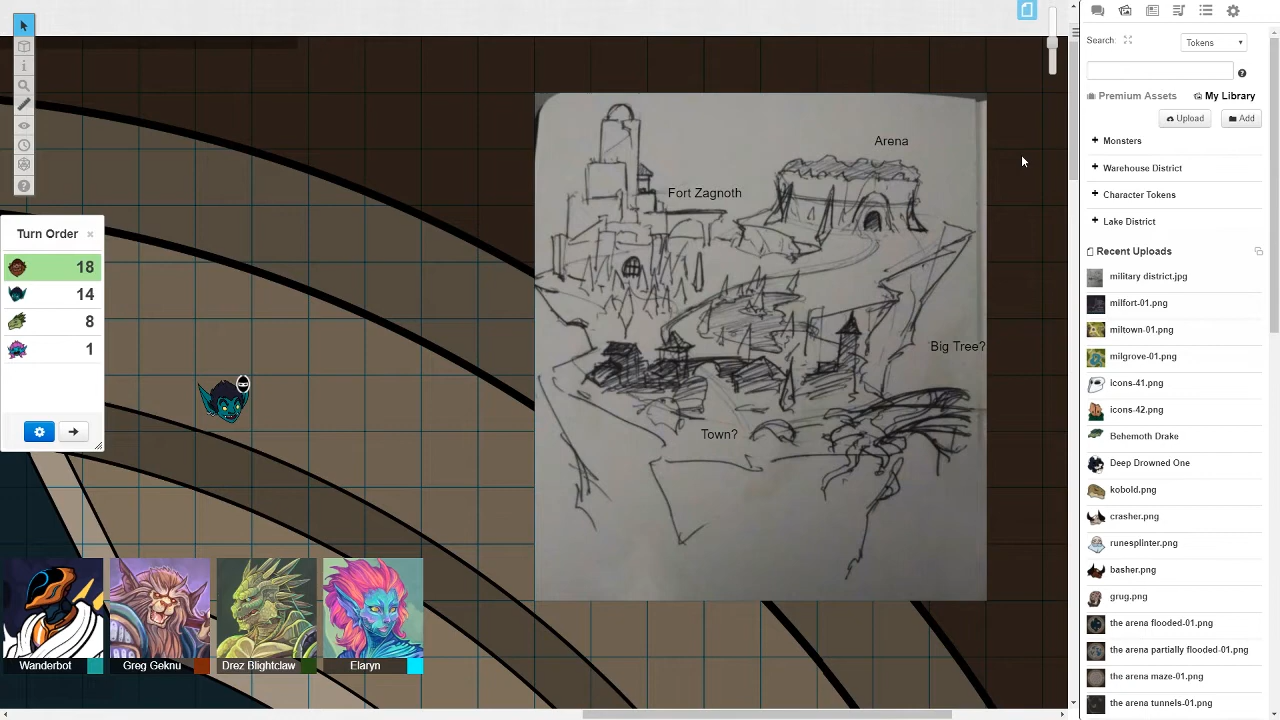 Search:
Tokens
Premium Assets
My Library
Upload
Add
Monsters
Warehouse District
Character Tokens
Lake District
Recent Uploads
military district.jpg
milfort-01.png
miltown-01.png
milgrove-01.png
icons-41.png
icons-42.png
Behemoth Drake
Deep Drowned One
kobold.png
crasher.png
runesplinter.png
basher.png
grug.png
the arena flooded-01.png
the arena partially flooded-01.png
the arena maze-01.png
the arena tunnels-01.png
Turn Order
18
14
8
1
Arena
Fort Zagnoth
Big Tree?
Town?
Wanderbot
Greg Geknu
Drez Blightclaw
Elaryn